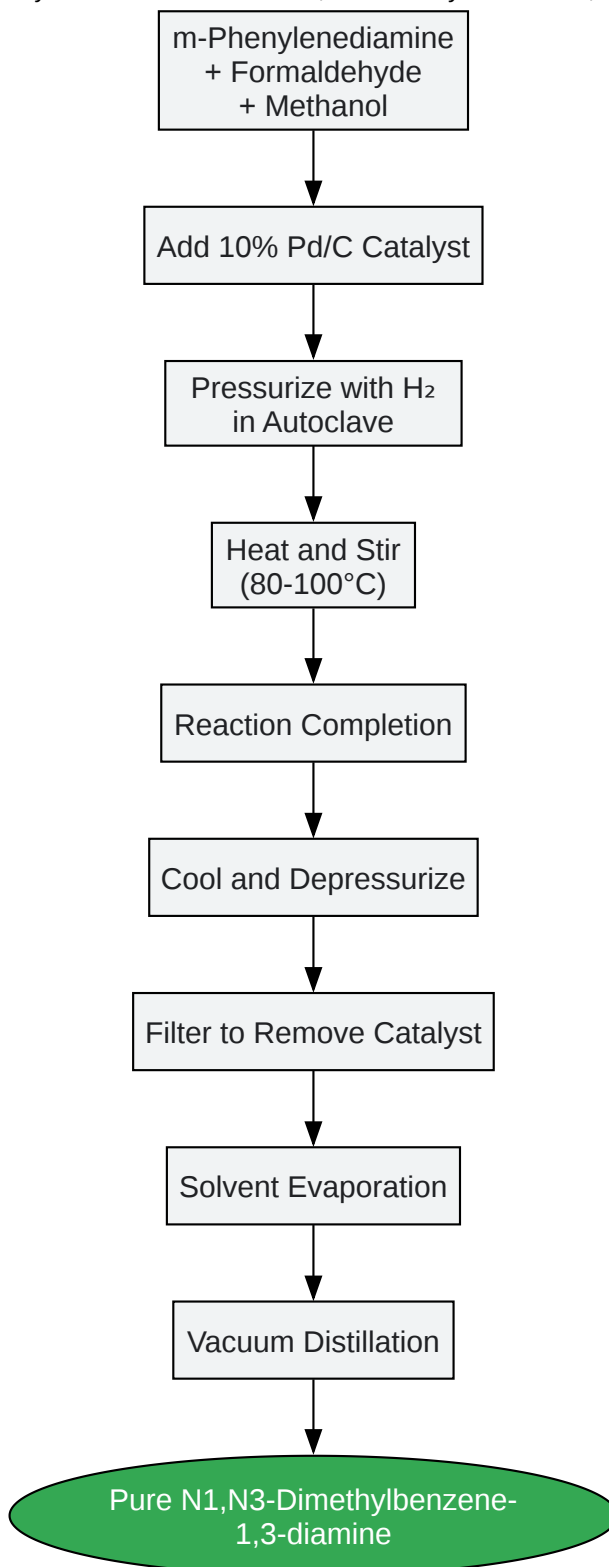 m-Phenylenediamine
+ Formaldehyde
+ Methanol
Add 10% Pd/C Catalyst
Pressurize with H₂
in Autoclave
Heat and Stir
(80-100°C)
Reaction Completion
Cool and Depressurize
Filter to Remove Catalyst
Solvent Evaporation
Vacuum Distillation
Pure N1,N3-Dimethylbenzene-
1,3-diamine